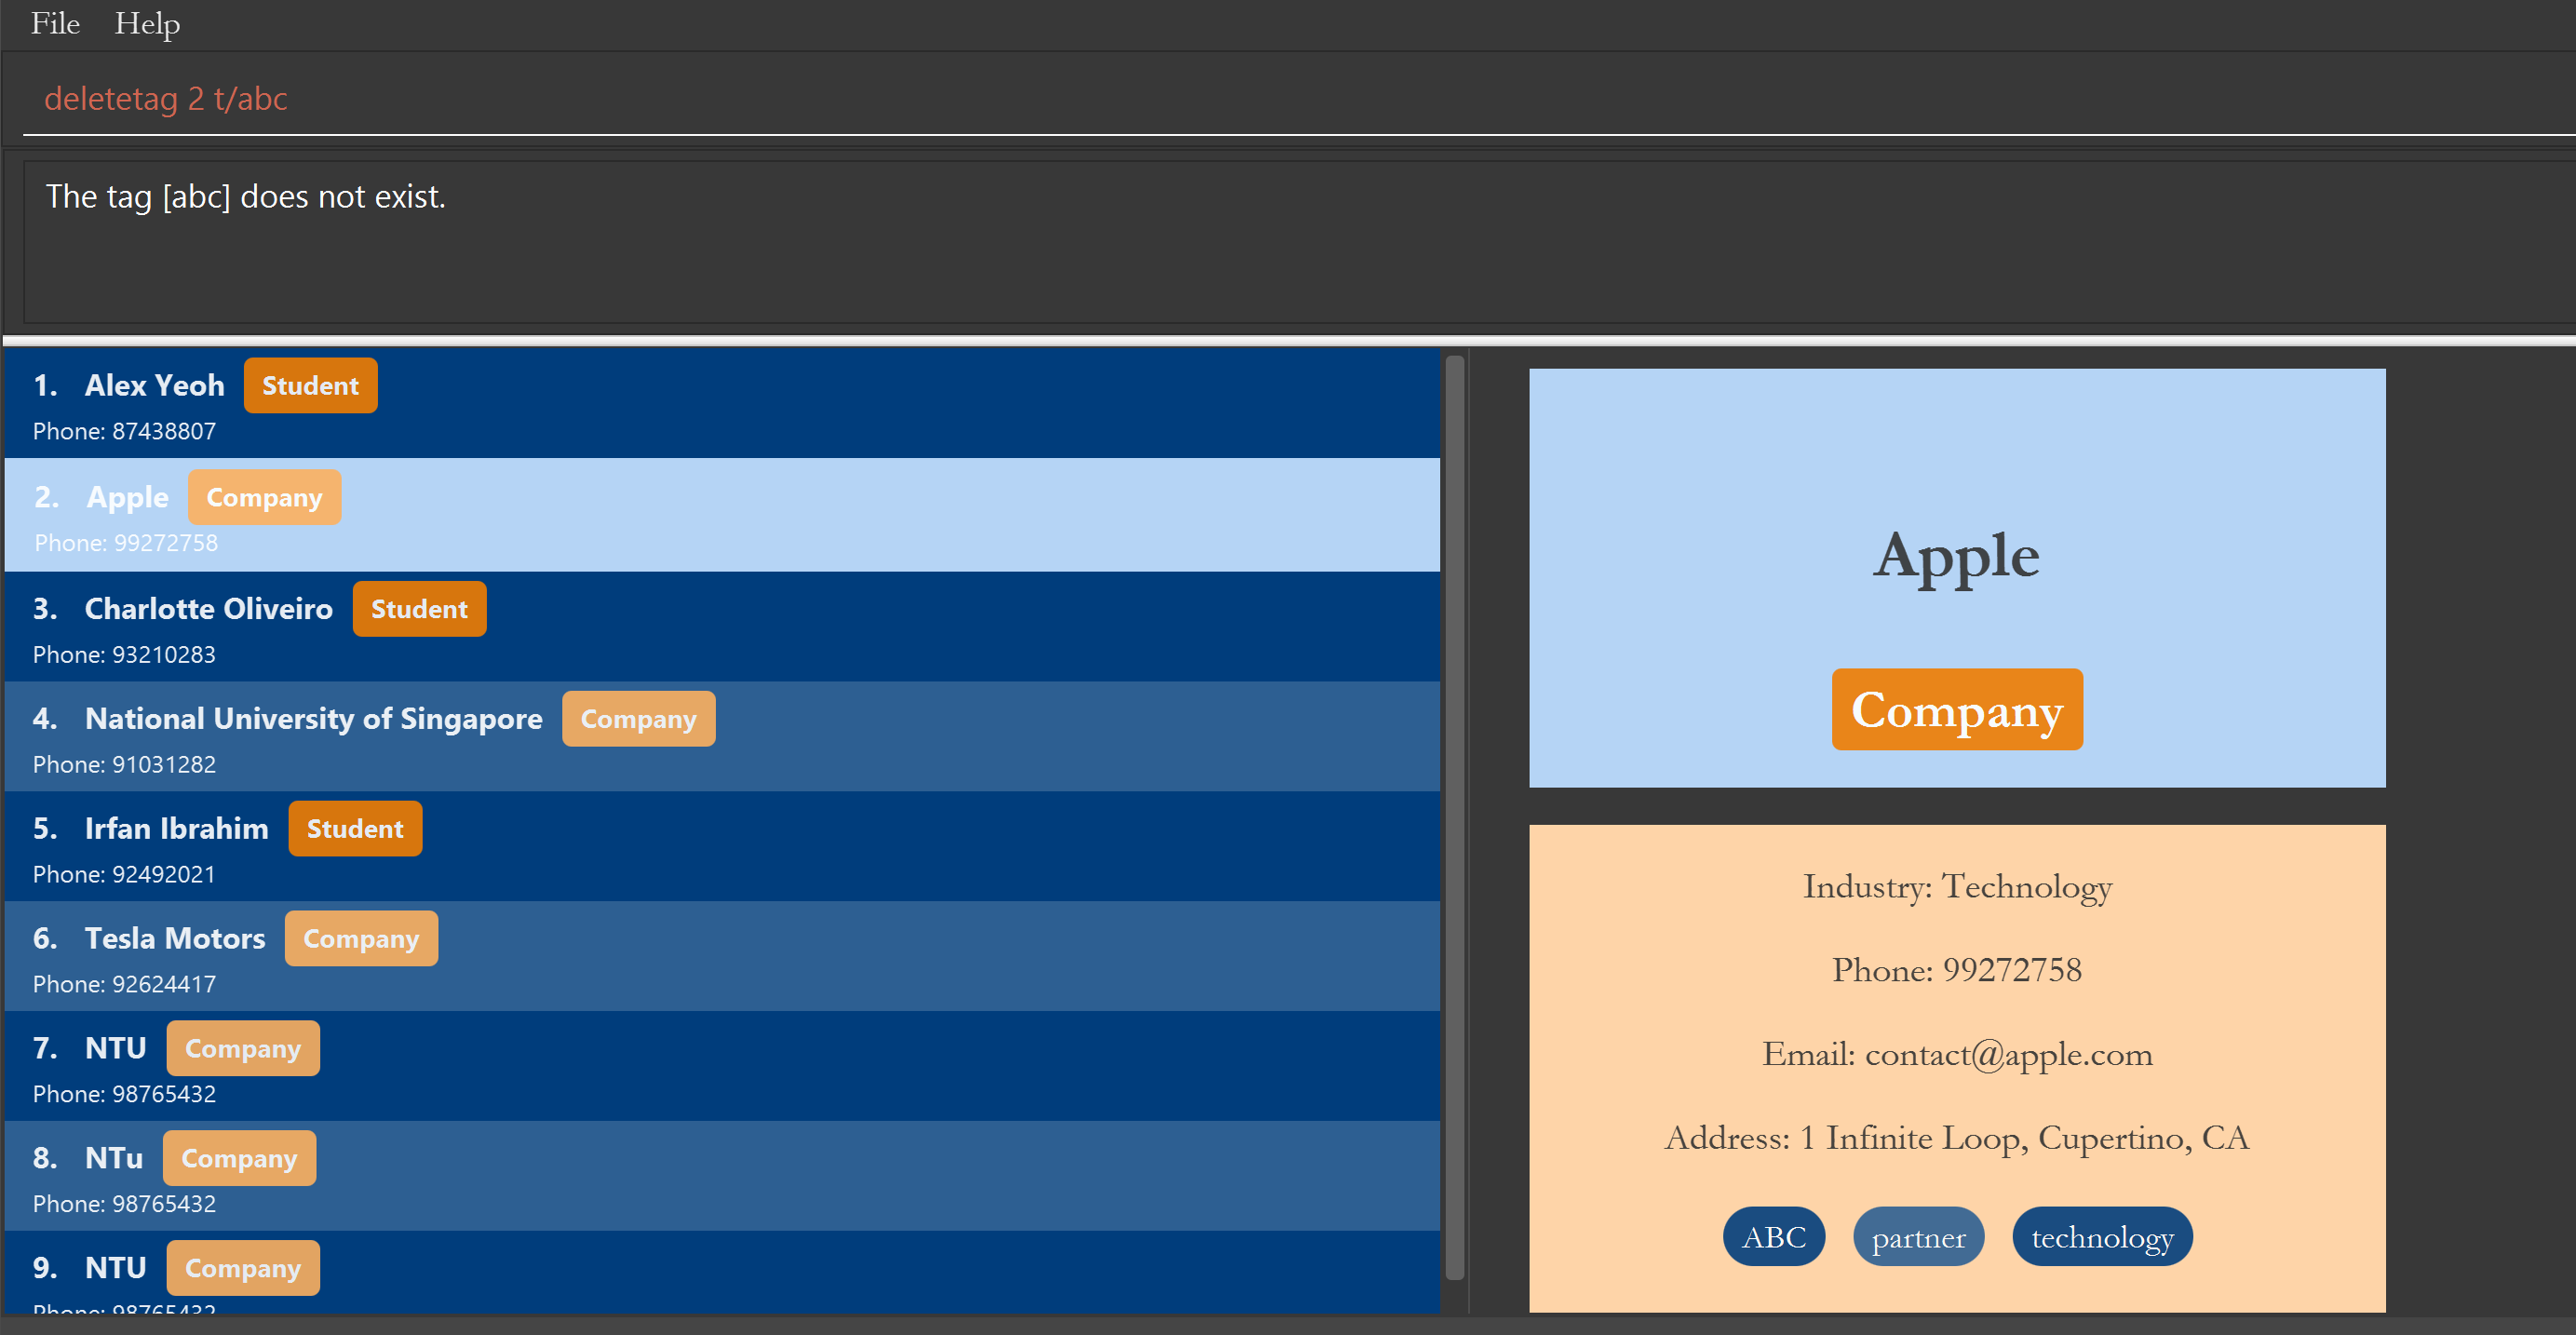 File Help
deletetag 2 t/abc
The tag [abc] does not exist.
1. Alex Yeoh Student
Phone: 87438807
2. Apple Company
Phone: 99272758
3. Charlotte Oliveiro Student
Phone: 93210283
4. National University of Singapore Company
Phone: 91031282
5. Irfan Ibrahim Student
Phone: 92492021
6. Tesla Motors Company
Phone: 92624417
7. NTU Company
Phone: 98765432
8. NTu Company
Phone: 98765432
9. NTU Company
Phone: 98765432
Apple
Company
Industry: Technology
Phone: 99272758
Email: contact@apple.com
Address: 1 Infinite Loop, Cupertino, CA
ABC partner technology